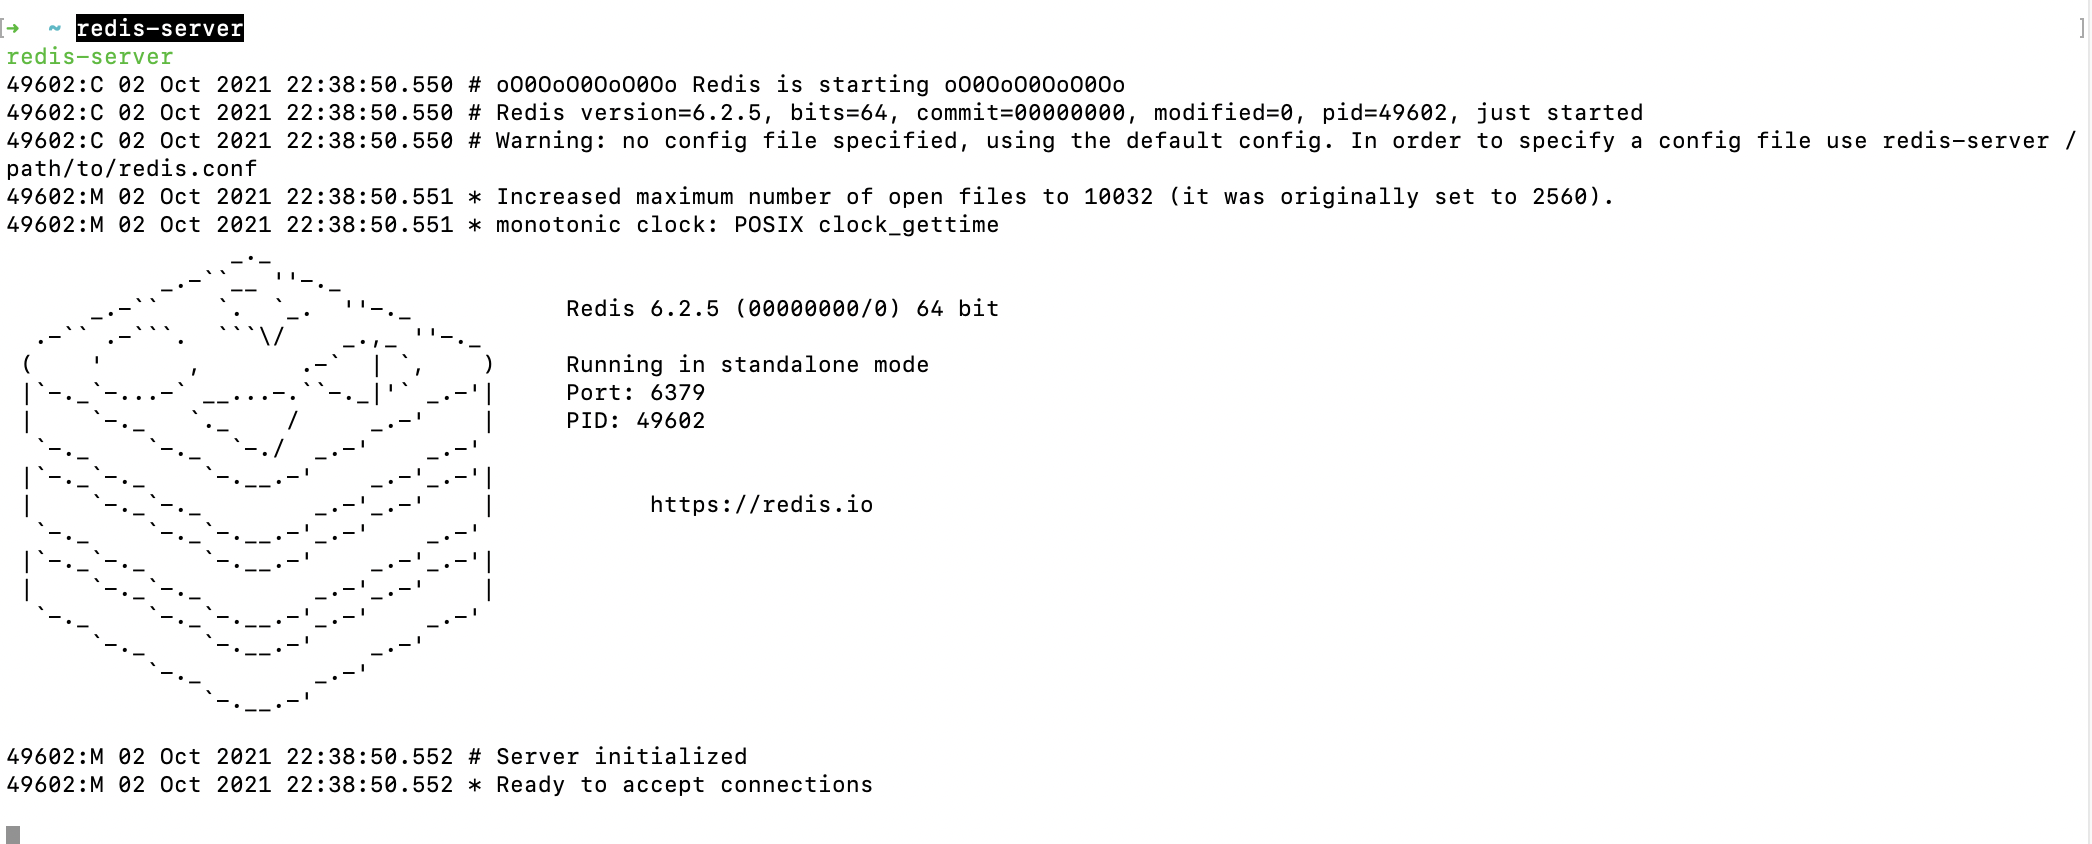 [➜  ~ redis-server ]
redis-server
49602:C 02 Oct 2021 22:38:50.550 # oO0OoO0OoO0Oo Redis is starting oO0OoO0OoO0Oo
49602:C 02 Oct 2021 22:38:50.550 # Redis version=6.2.5, bits=64, commit=00000000, modified=0, pid=49602, just started
49602:C 02 Oct 2021 22:38:50.550 # Warning: no config file specified, using the default config. In order to specify a config file use redis-server /
path/to/redis.conf
49602:M 02 Oct 2021 22:38:50.551 * Increased maximum number of open files to 10032 (it was originally set to 2560).
49602:M 02 Oct 2021 22:38:50.551 * monotonic clock: POSIX clock_gettime
Redis 6.2.5 (00000000/0) 64 bit
Running in standalone mode
Port: 6379
PID: 49602
https://redis.io
49602:M 02 Oct 2021 22:38:50.552 # Server initialized
49602:M 02 Oct 2021 22:38:50.552 * Ready to accept connections